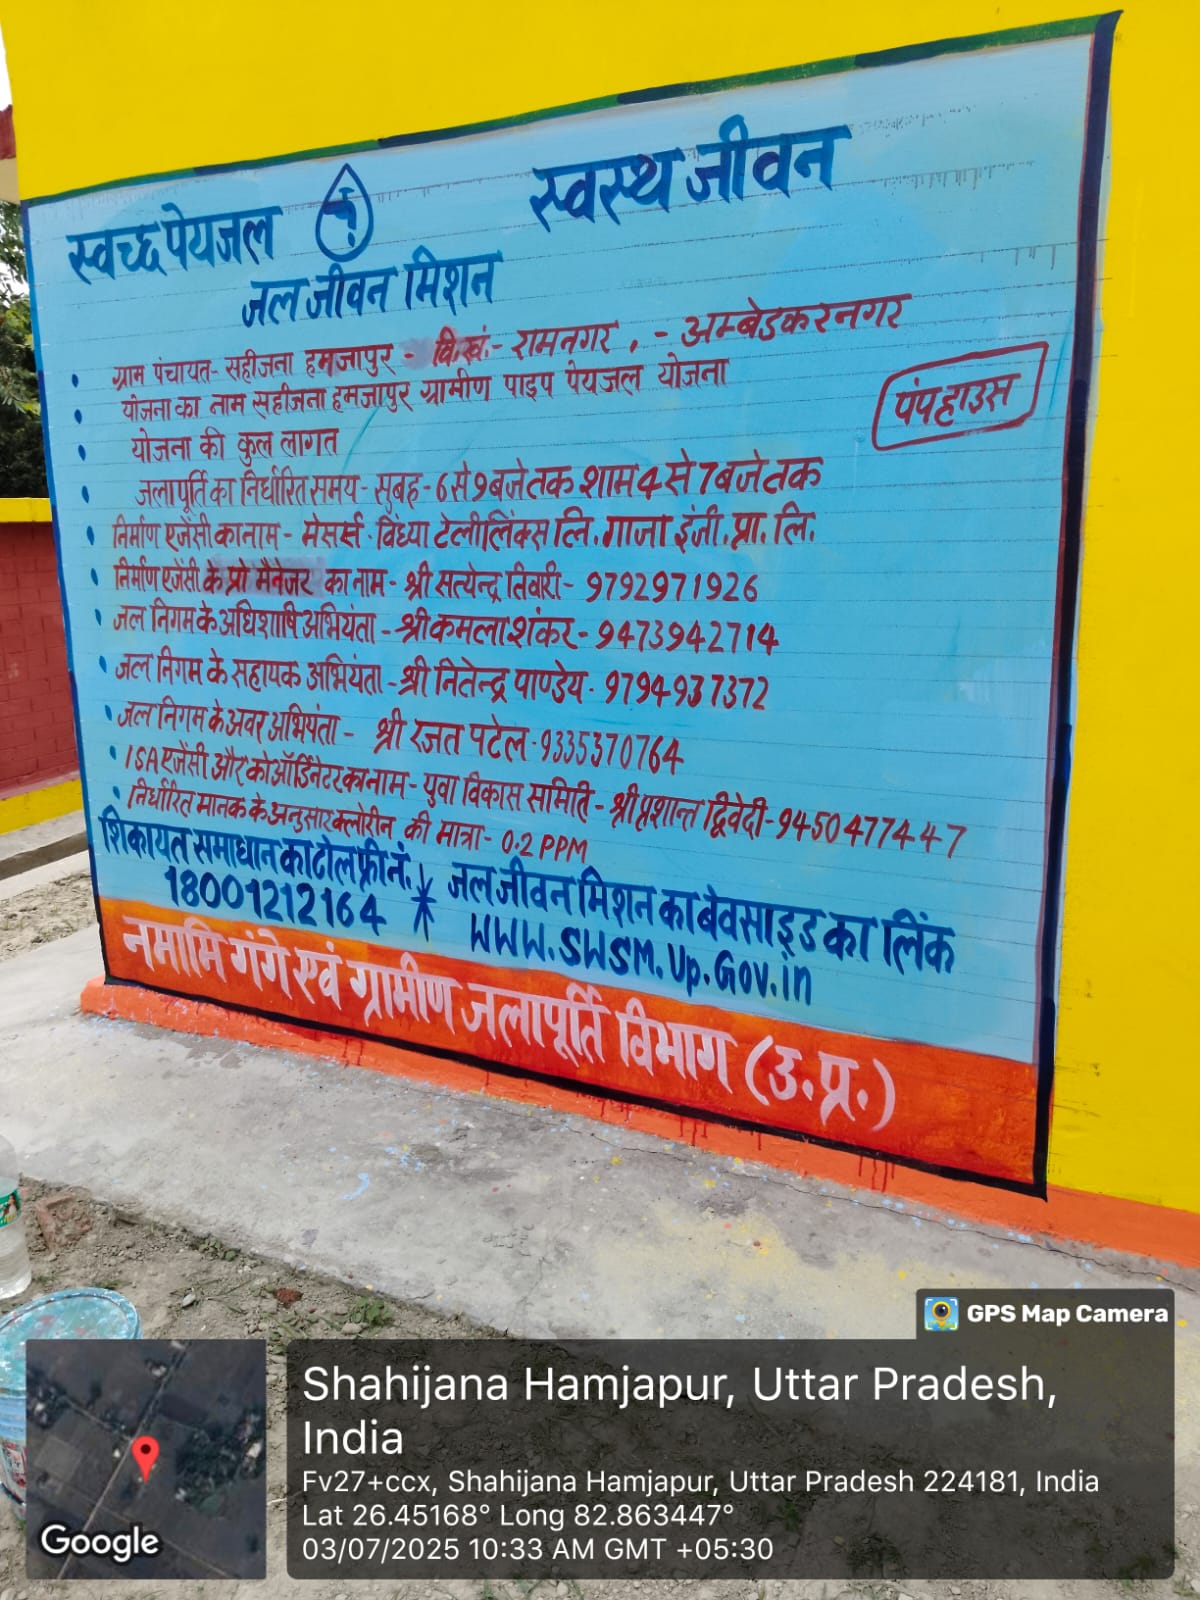 स्वच्छ पेयजल स्वस्थ जीवन
जल जीवन मिशन
• ग्राम पंचायत- सहीजना हमजापुर - वि.खं.- रामनगर , - अम्बेडकरनगर
• योजना का नाम सहीजना हमजापुर ग्रामीण पाइप पेयजल योजना
पंपहाउस
• योजना की कुल लागत
• जलापूर्ति का निर्धारित समय- सुबह- 6 से 9 बजे तक शाम 4 से 7 बजे तक
• निर्माण एजेंसी का नाम - मेसर्स . विंध्या टेलीलिंक्स लि. गाजा इंजी. प्रा. लि.
• निर्माण एजेंसी के प्रो मैनेजर का नाम - श्री सत्येन्द्र तिवारी - 9792971926
• जल निगम के अधिशाषि अभियंता - श्री कमला शंकर - 9473942714
• जल निगम के सहायक अभियंता - श्री नितेन्द्र पाण्डेय - 9794937372
• जल निगम के अवर अभियंता - श्री रजत पटेल - 9335370764
• ISA एजेंसी और कोऑर्डिनेटर का नाम - युवा विकास समिति - श्री प्रशान्त द्विवेदी - 9450477447
• निर्धारित मानक के अनुसार क्लोरीन की मात्रा - 0.2 PPM
शिकायत समाधान का टोल फ्री नं.
18001212164
* जल जीवन मिशन का बेवसाइड का लिंक
WWW.SWSM.Up.Gov.in
नमामि गंगे एवं ग्रामीण जलापूर्ति विभाग (उ.प्र.)
GPS Map Camera
Shahijana Hamjapur, Uttar Pradesh,
India
Fv27+ccx, Shahijana Hamjapur, Uttar Pradesh 224181, India
Lat 26.45168° Long 82.863447°
03/07/2025 10:33 AM GMT +05:30
Google